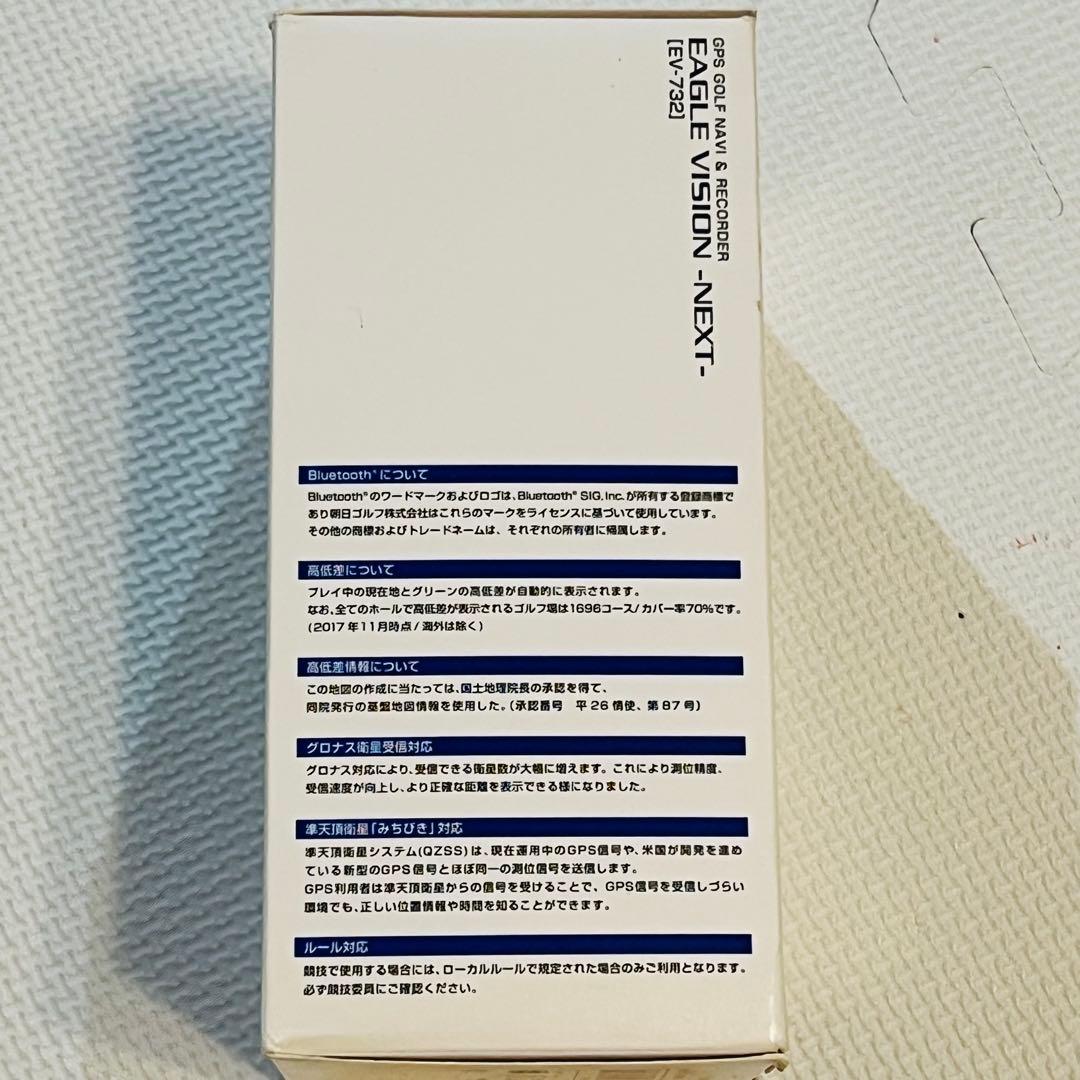 GPS GOLF NAVI & RECORDER
EAGLE VISION -NEXT-
[EV-732]
Bluetooth®について
Bluetooth®のワードマークおよびロゴは、Bluetooth® SIG, Inc.が所有する登録商標で
あり朝日ゴルフ株式会社はこれらのマークをライセンスに基づいて使用しています。
その他の商標およびトレードネームは、それぞれの所有者に帰属します。
高低差について
プレイ中の現在地とグリーンの高低差が自動的に表示されます。
なお、全てのホールで高低差が表示されるゴルフ場は1696コース/カバー率70%です。
(2017年11月時点/海外は除く)
高低差情報について
この地図の作成に当たっては、国土地理院長の承認を得て、
同院発行の基盤地図情報を使用した。(承認番号 平26情使、第87号)
グロナス衛星受信対応
グロナス対応により、受信できる衛星数が大幅に増えます。これにより測位精度、
受信速度が向上し、より正確な距離を表示できる様になりました。
準天頂衛星「みちびき」対応
準天頂衛星システム(QZSS)は、現在運用中のGPS信号や、米国が開発を進め
ている新型のGPS信号とほぼ同一の測位信号を送信します。
GPS利用者は準天頂衛星からの信号を受けることで、GPS信号を受信しづらい
環境でも、正しい位置情報や時間を知ることができます。
ルール対応
競技で使用する場合には、ローカルルールで規定された場合のみご利用となります。
必ず競技委員にご確認ください。